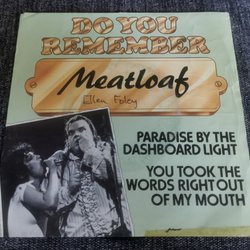 DO YOU
REMEMBER
Meatloaf
Ellen Foley
PARADISE BY THE
DASHBOARD LIGHT
YOU TOOK THE
WORDS RIGHT OUT
OF MY MOUTH